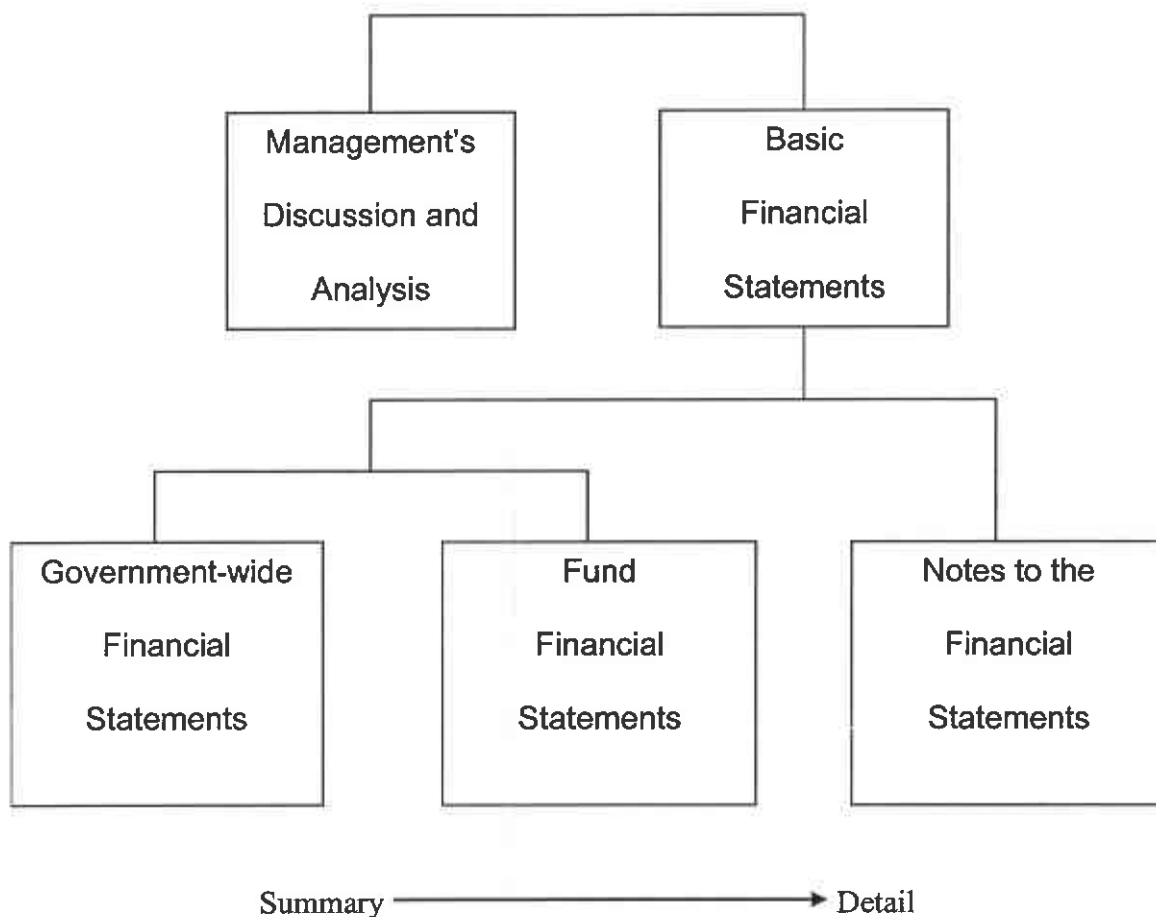 Management's
Discussion and
Analysis
Basic
Financial
Statements
Government-wide
Financial
Statements
Fund
Financial
Statements
Notes to the
Financial
Statements
Summary
Detail